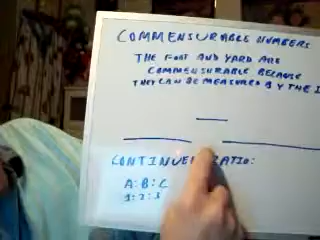 COMMENSURABLE NUMBERS
THE FOOT AND YARD ARE
COMMENSURABLE BECAUSE
THEY CAN BE MEASURED BY THE I
CONTINUED RATIO:
A:B:C
1:2:3